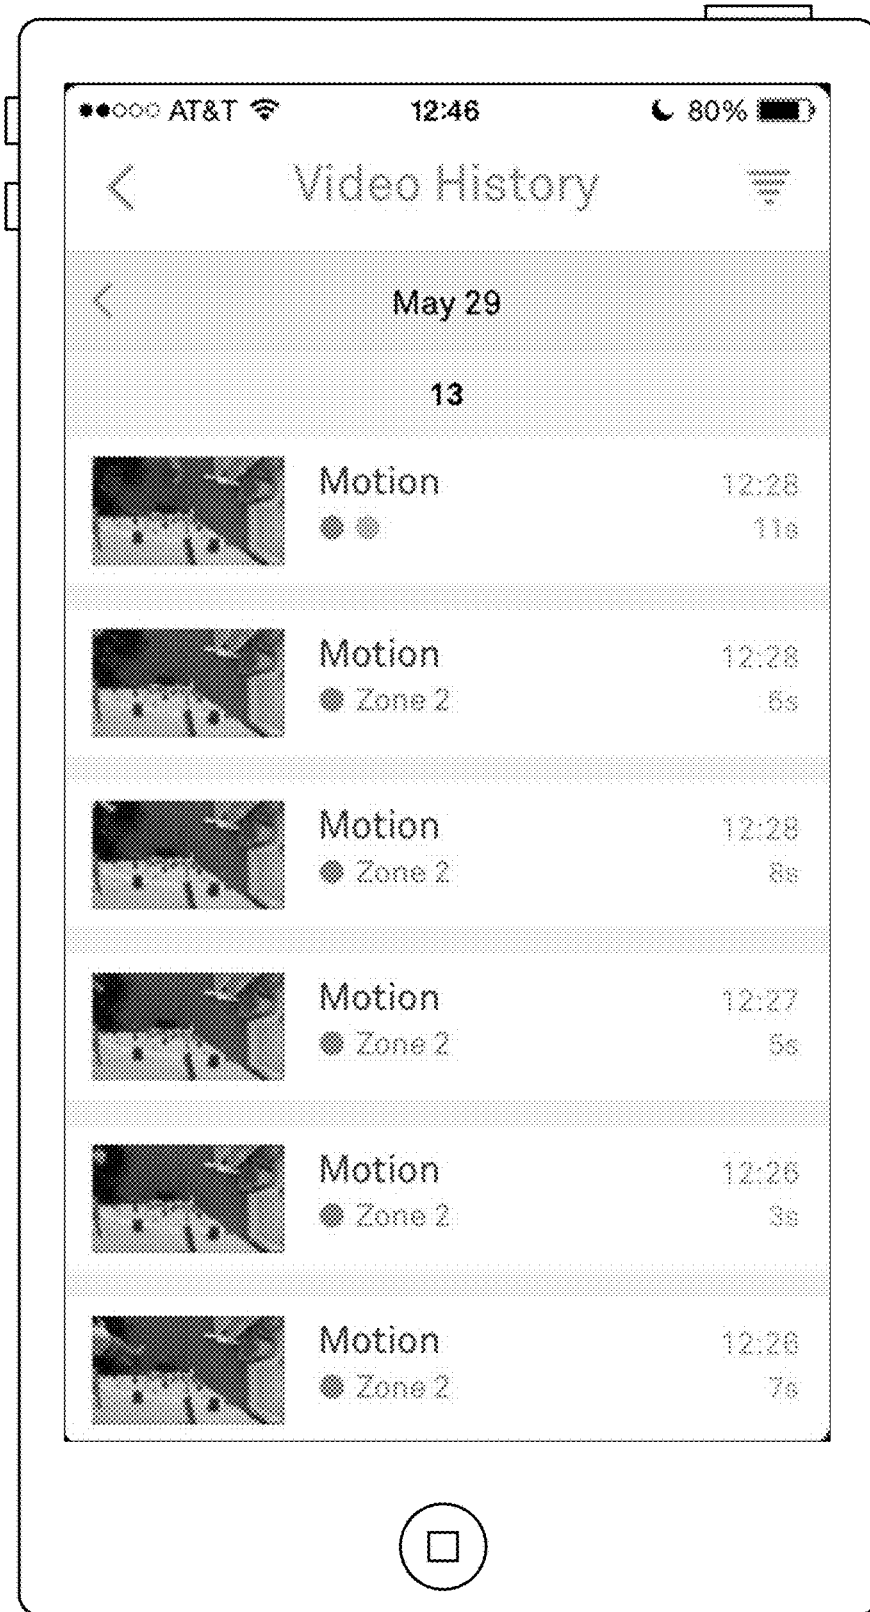 AT&T 12:46 80%
Video History
May 29
13
Motion 12:28
11s
Motion 12:28
Zone 2 6s
Motion 12:28
Zone 2 8s
Motion 12:27
Zone 2 5s
Motion 12:26
Zone 2 3s
Motion 12:26
Zone 2 7s